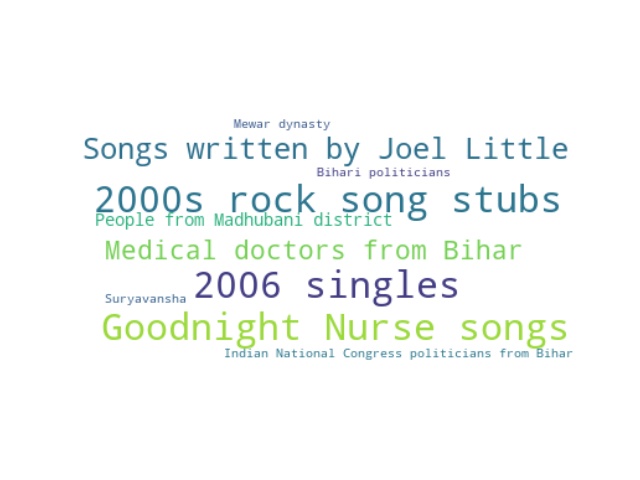 Mewar dynasty
Songs written by Joel Little
Bihari politicians
2000s rock song stubs
People from Madhubani district
Medical doctors from Bihar
2006 singles
Suryavansha
Goodnight Nurse songs
Indian National Congress politicians from Bihar